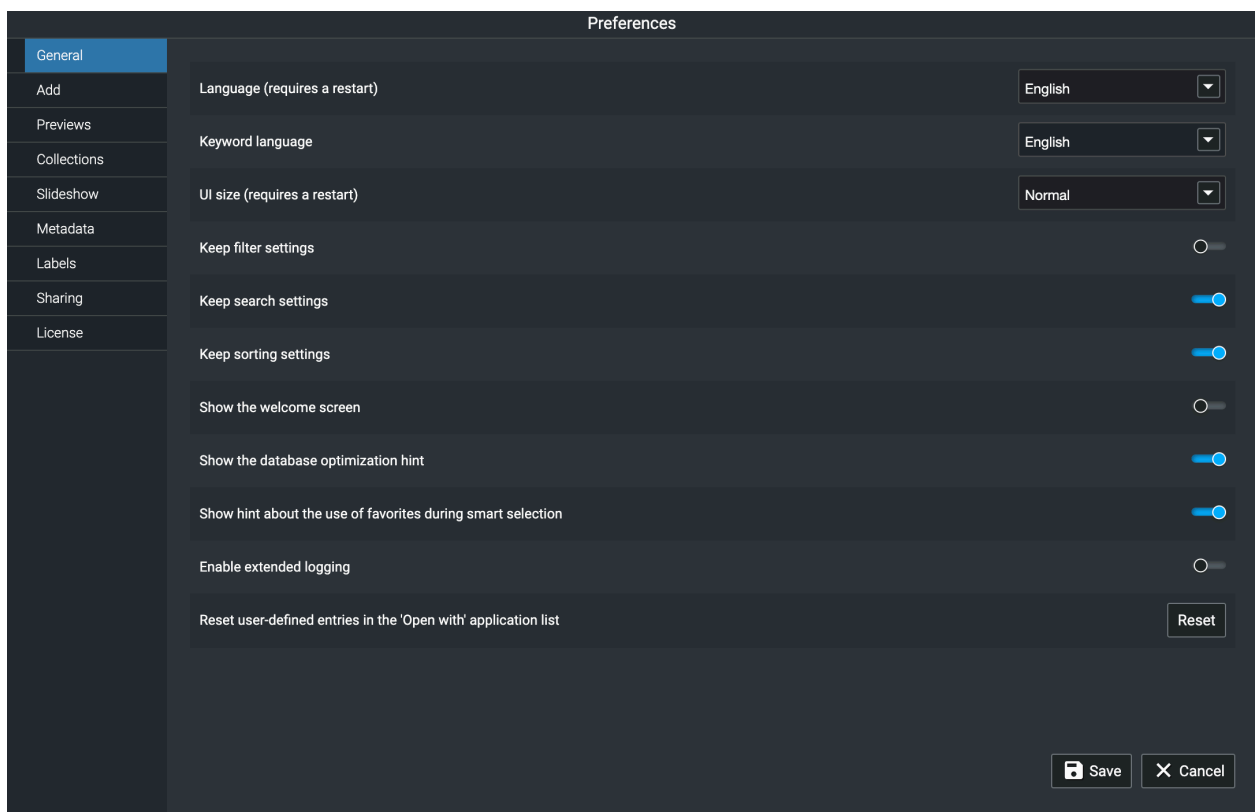 Preferences
General
Add
Previews
Collections
Slideshow
Metadata
Labels
Sharing
License
Language (requires a restart)
English
Keyword language
English
UI size (requires a restart)
Normal
Keep filter settings
Keep search settings
Keep sorting settings
Show the welcome screen
Show the database optimization hint
Show hint about the use of favorites during smart selection
Enable extended logging
Reset user-defined entries in the 'Open with' application list
Reset
Save
Cancel